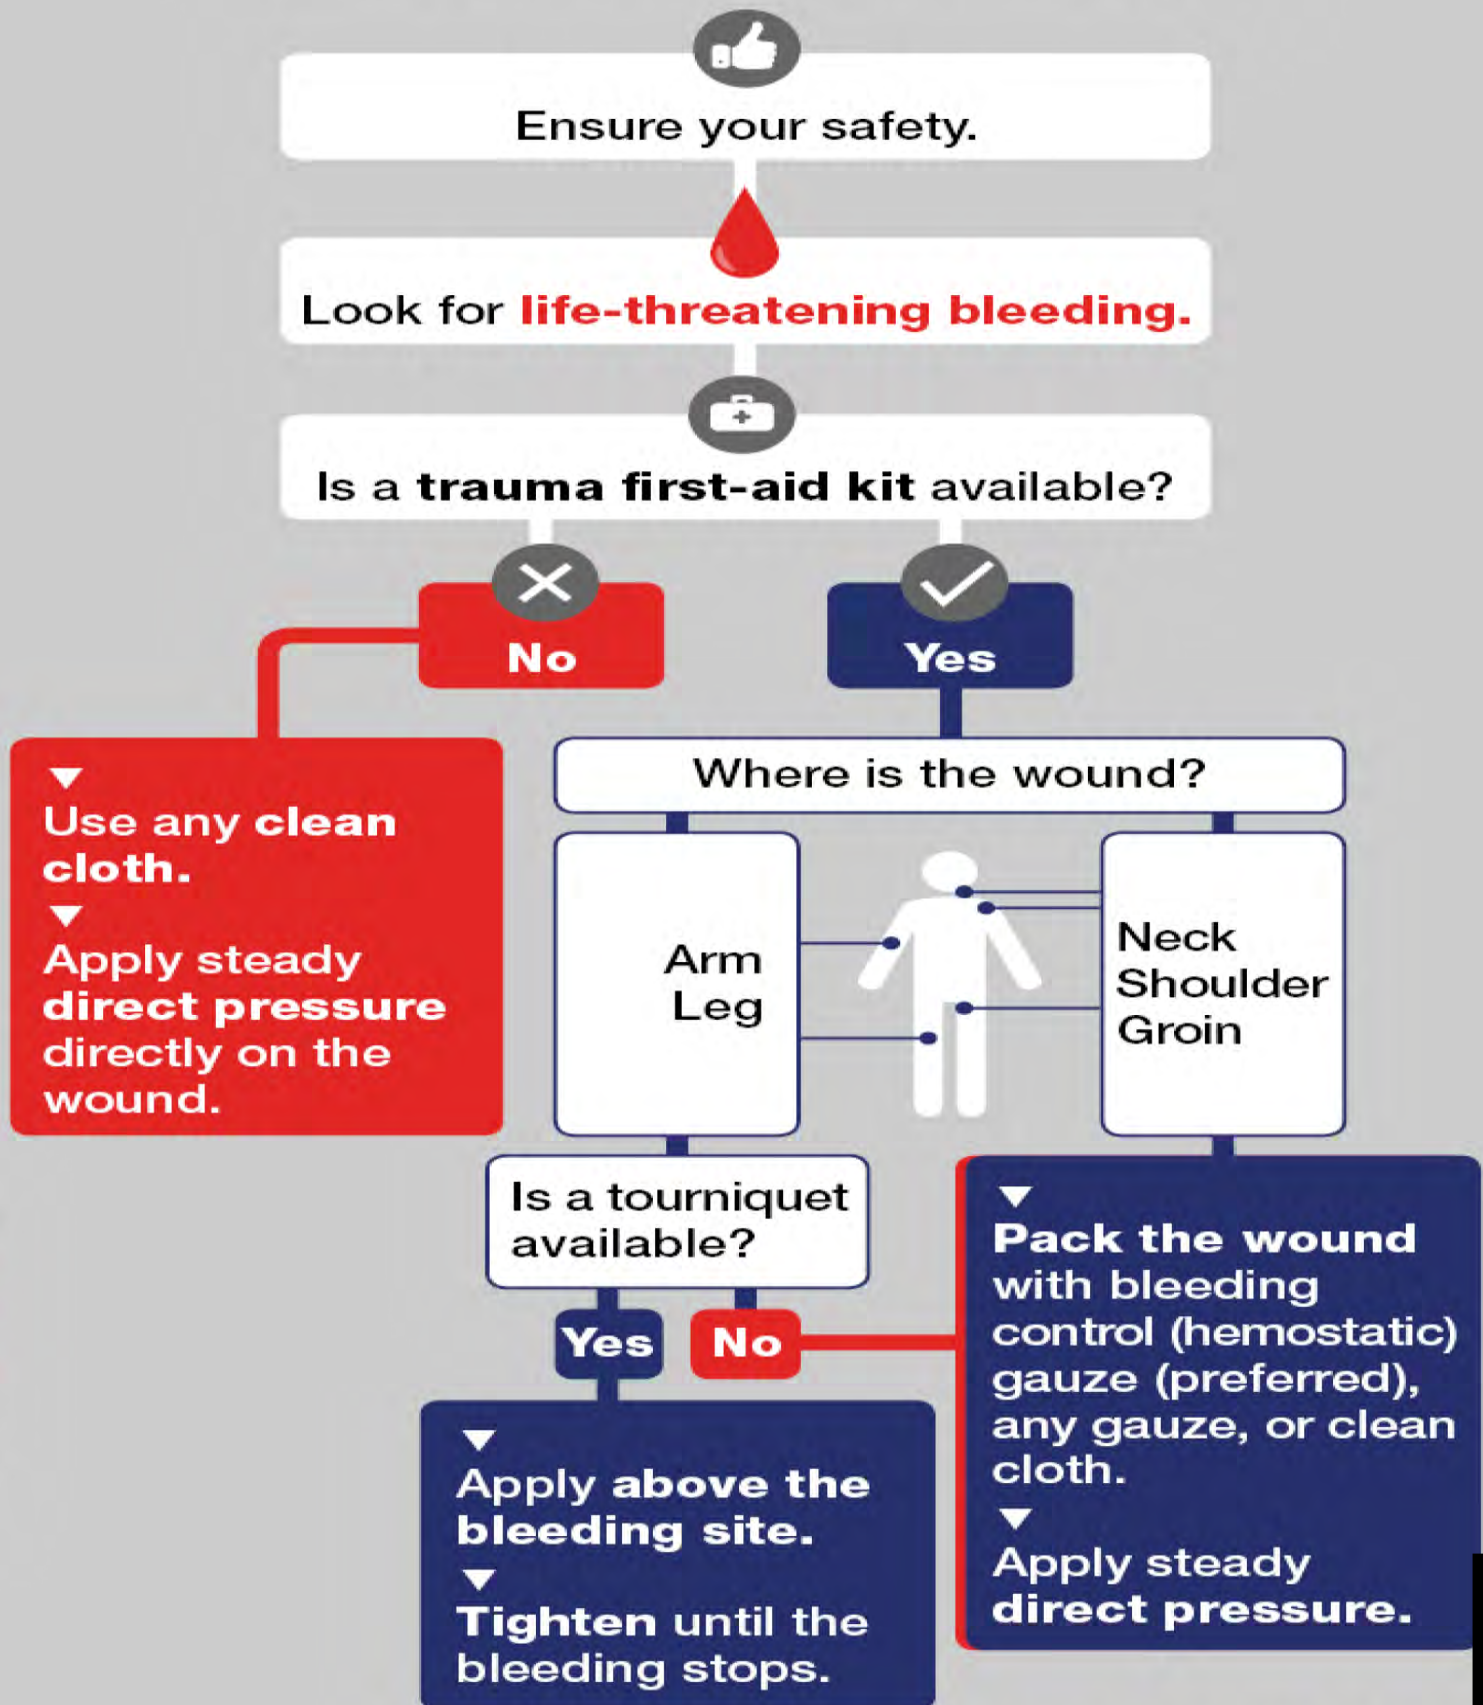 Ensure your safety.
Look for life-threatening bleeding.
Is a trauma first-aid kit available?
No
Yes
Use any clean
cloth.
Apply steady
direct pressure
directly on the
wound.
Where is the wound?
Arm
Leg
Neck
Shoulder
Groin
Is a tourniquet
available?
Yes
No
Apply above the
bleeding site.
Tighten until the
bleeding stops.
Pack the wound
with bleeding
control (hemostatic)
gauze (preferred),
any gauze, or clean
cloth.
Apply steady
direct pressure.